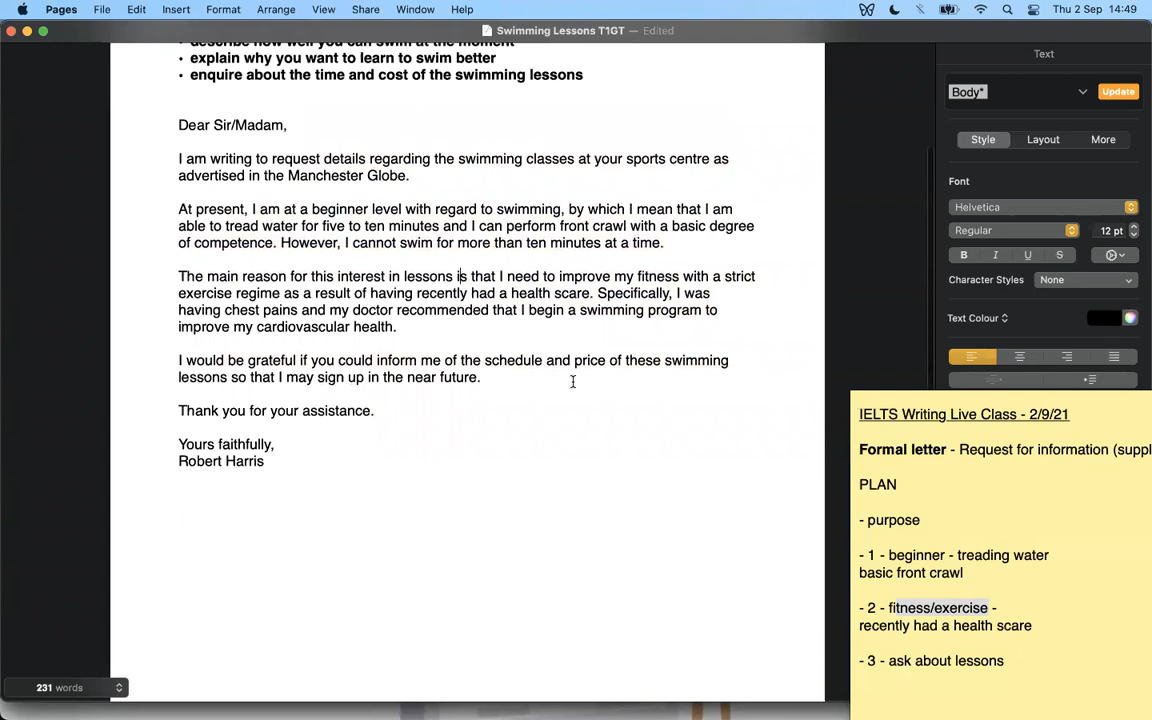 Pages File Edit Insert Format Arrange View Share Window Help Thu 2 Sep 14:49
Swimming Lessons T1GT — Edited
• describe how well you can swim at the moment
• explain why you want to learn to swim better
• enquire about the time and cost of the swimming lessons
Dear Sir/Madam,
I am writing to request details regarding the swimming classes at your sports centre as
advertised in the Manchester Globe.
At present, I am at a beginner level with regard to swimming, by which I mean that I am
able to tread water for five to ten minutes and I can perform front crawl with a basic degree
of competence. However, I cannot swim for more than ten minutes at a time.
The main reason for this interest in lessons is that I need to improve my fitness with a strict
exercise regime as a result of having recently had a health scare. Specifically, I was
having chest pains and my doctor recommended that I begin a swimming program to
improve my cardiovascular health.
I would be grateful if you could inform me of the schedule and price of these swimming
lessons so that I may sign up in the near future.
Thank you for your assistance.
Yours faithfully,
Robert Harris
231 words
Text
Body*
Update
Style Layout More
Font
Helvetica
Regular 12 pt
B I U S
Character Styles None
Text Colour
IELTS Writing Live Class - 2/9/21
Formal letter - Request for information (suppl
PLAN
- purpose
- 1 - beginner - treading water
basic front crawl
- 2 - fitness/exercise -
recently had a health scare
- 3 - ask about lessons